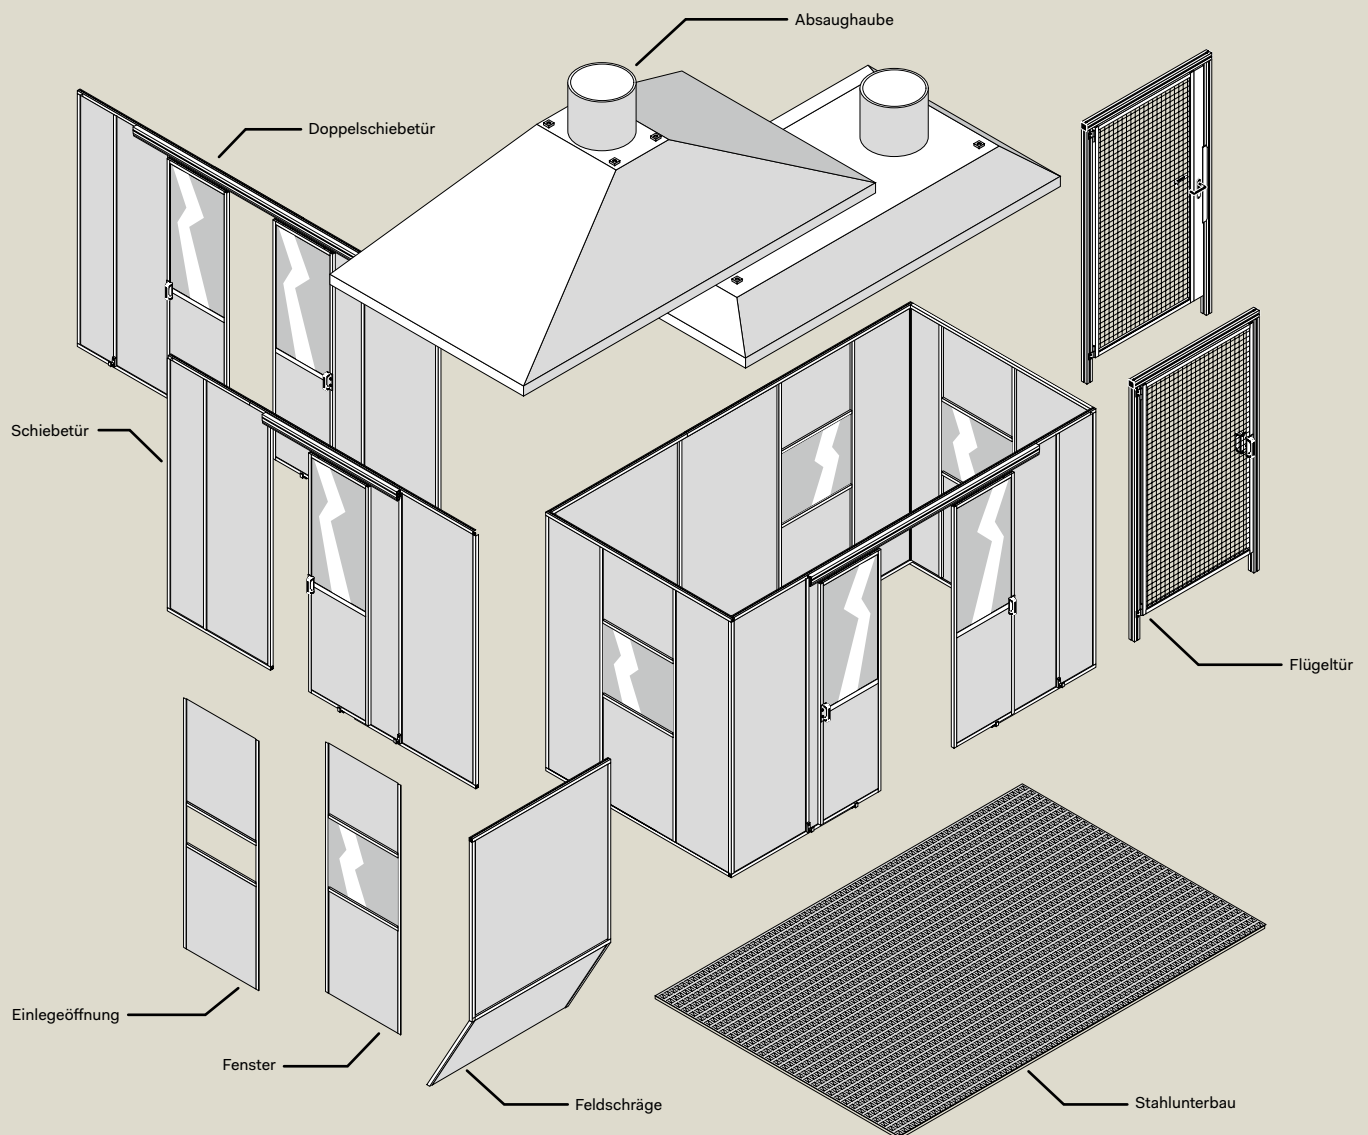 Absaughaube
Doppelschiebetür
Schiebetür
Flügeltür
Einlegeöffnung
Fenster
Feldschräge
Stahlunterbau